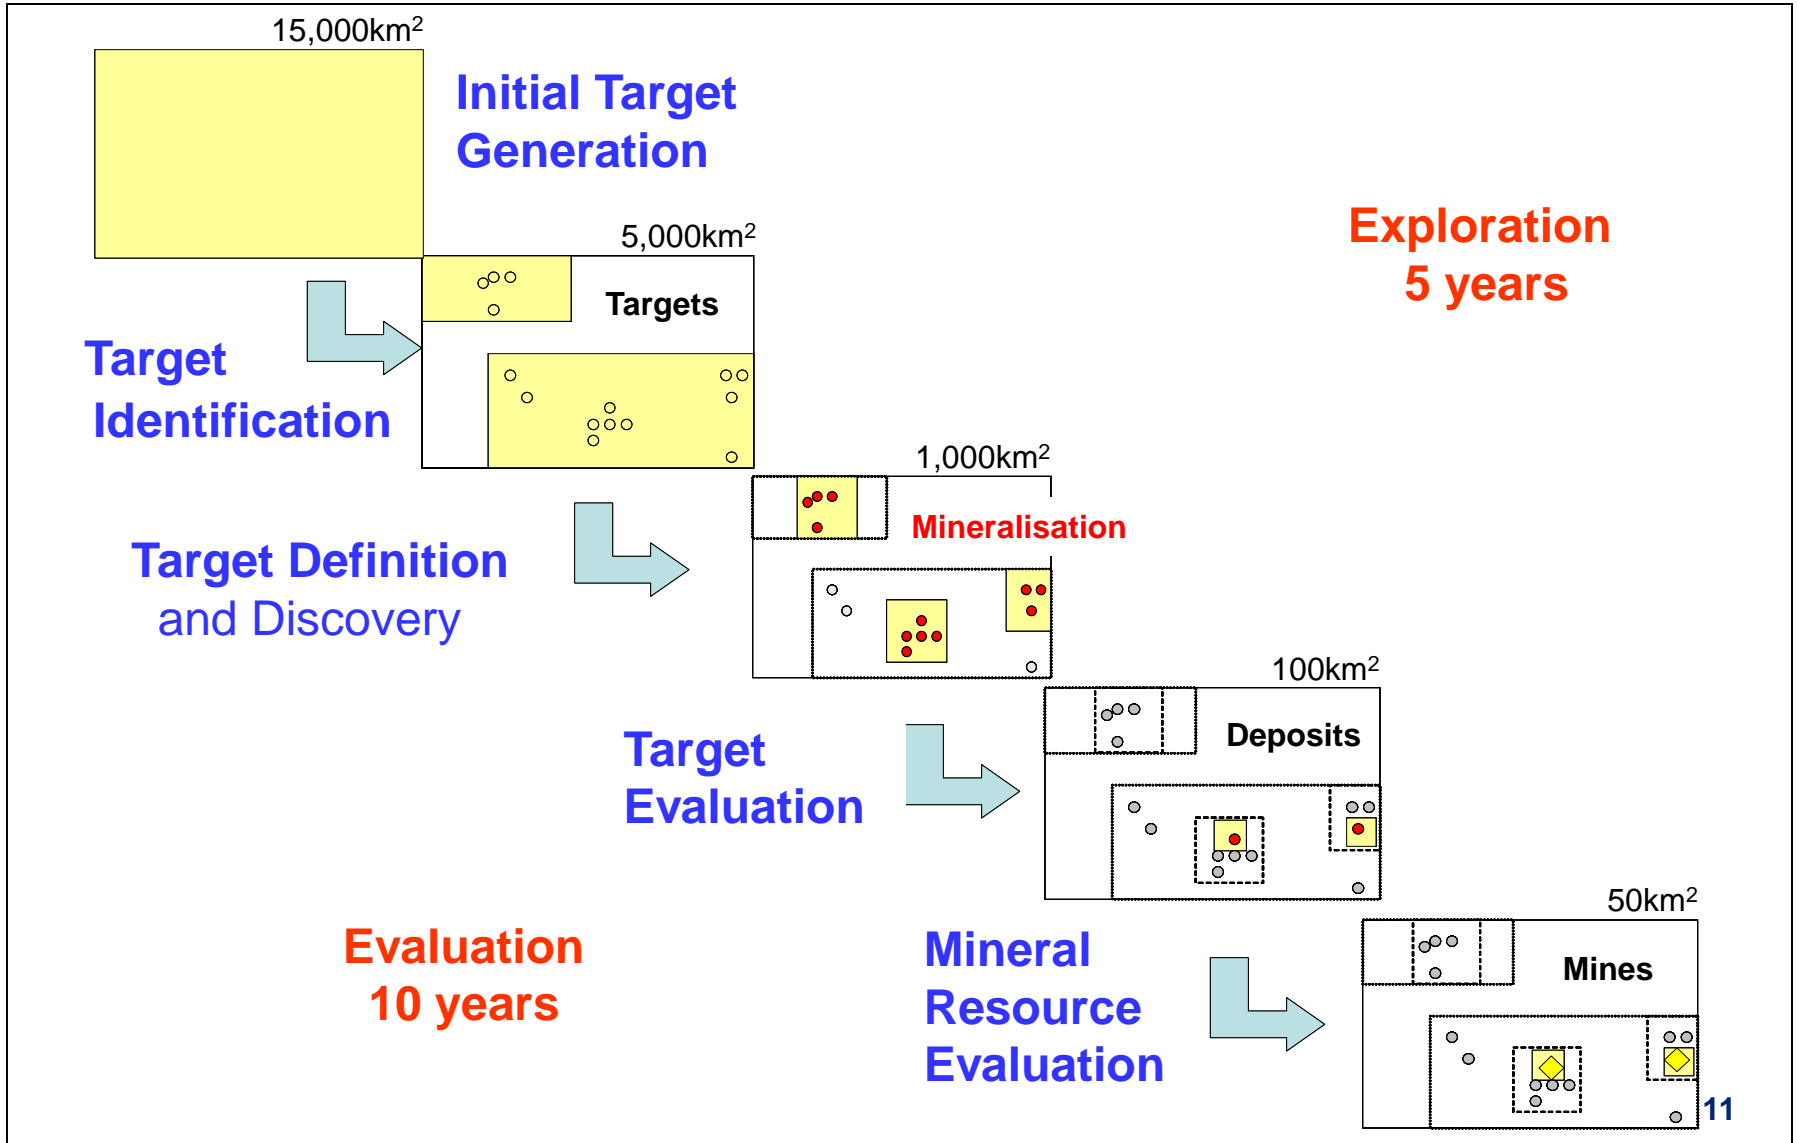 15,000km²
Initial Target
Generation
5,000km²
Targets
Exploration
5 years
Target
Identification
1,000km²
Mineralisation
Target Definition
and Discovery
100km²
Deposits
Target
Evaluation
50km²
Mines
Evaluation
10 years
Mineral
Resource
Evaluation
11